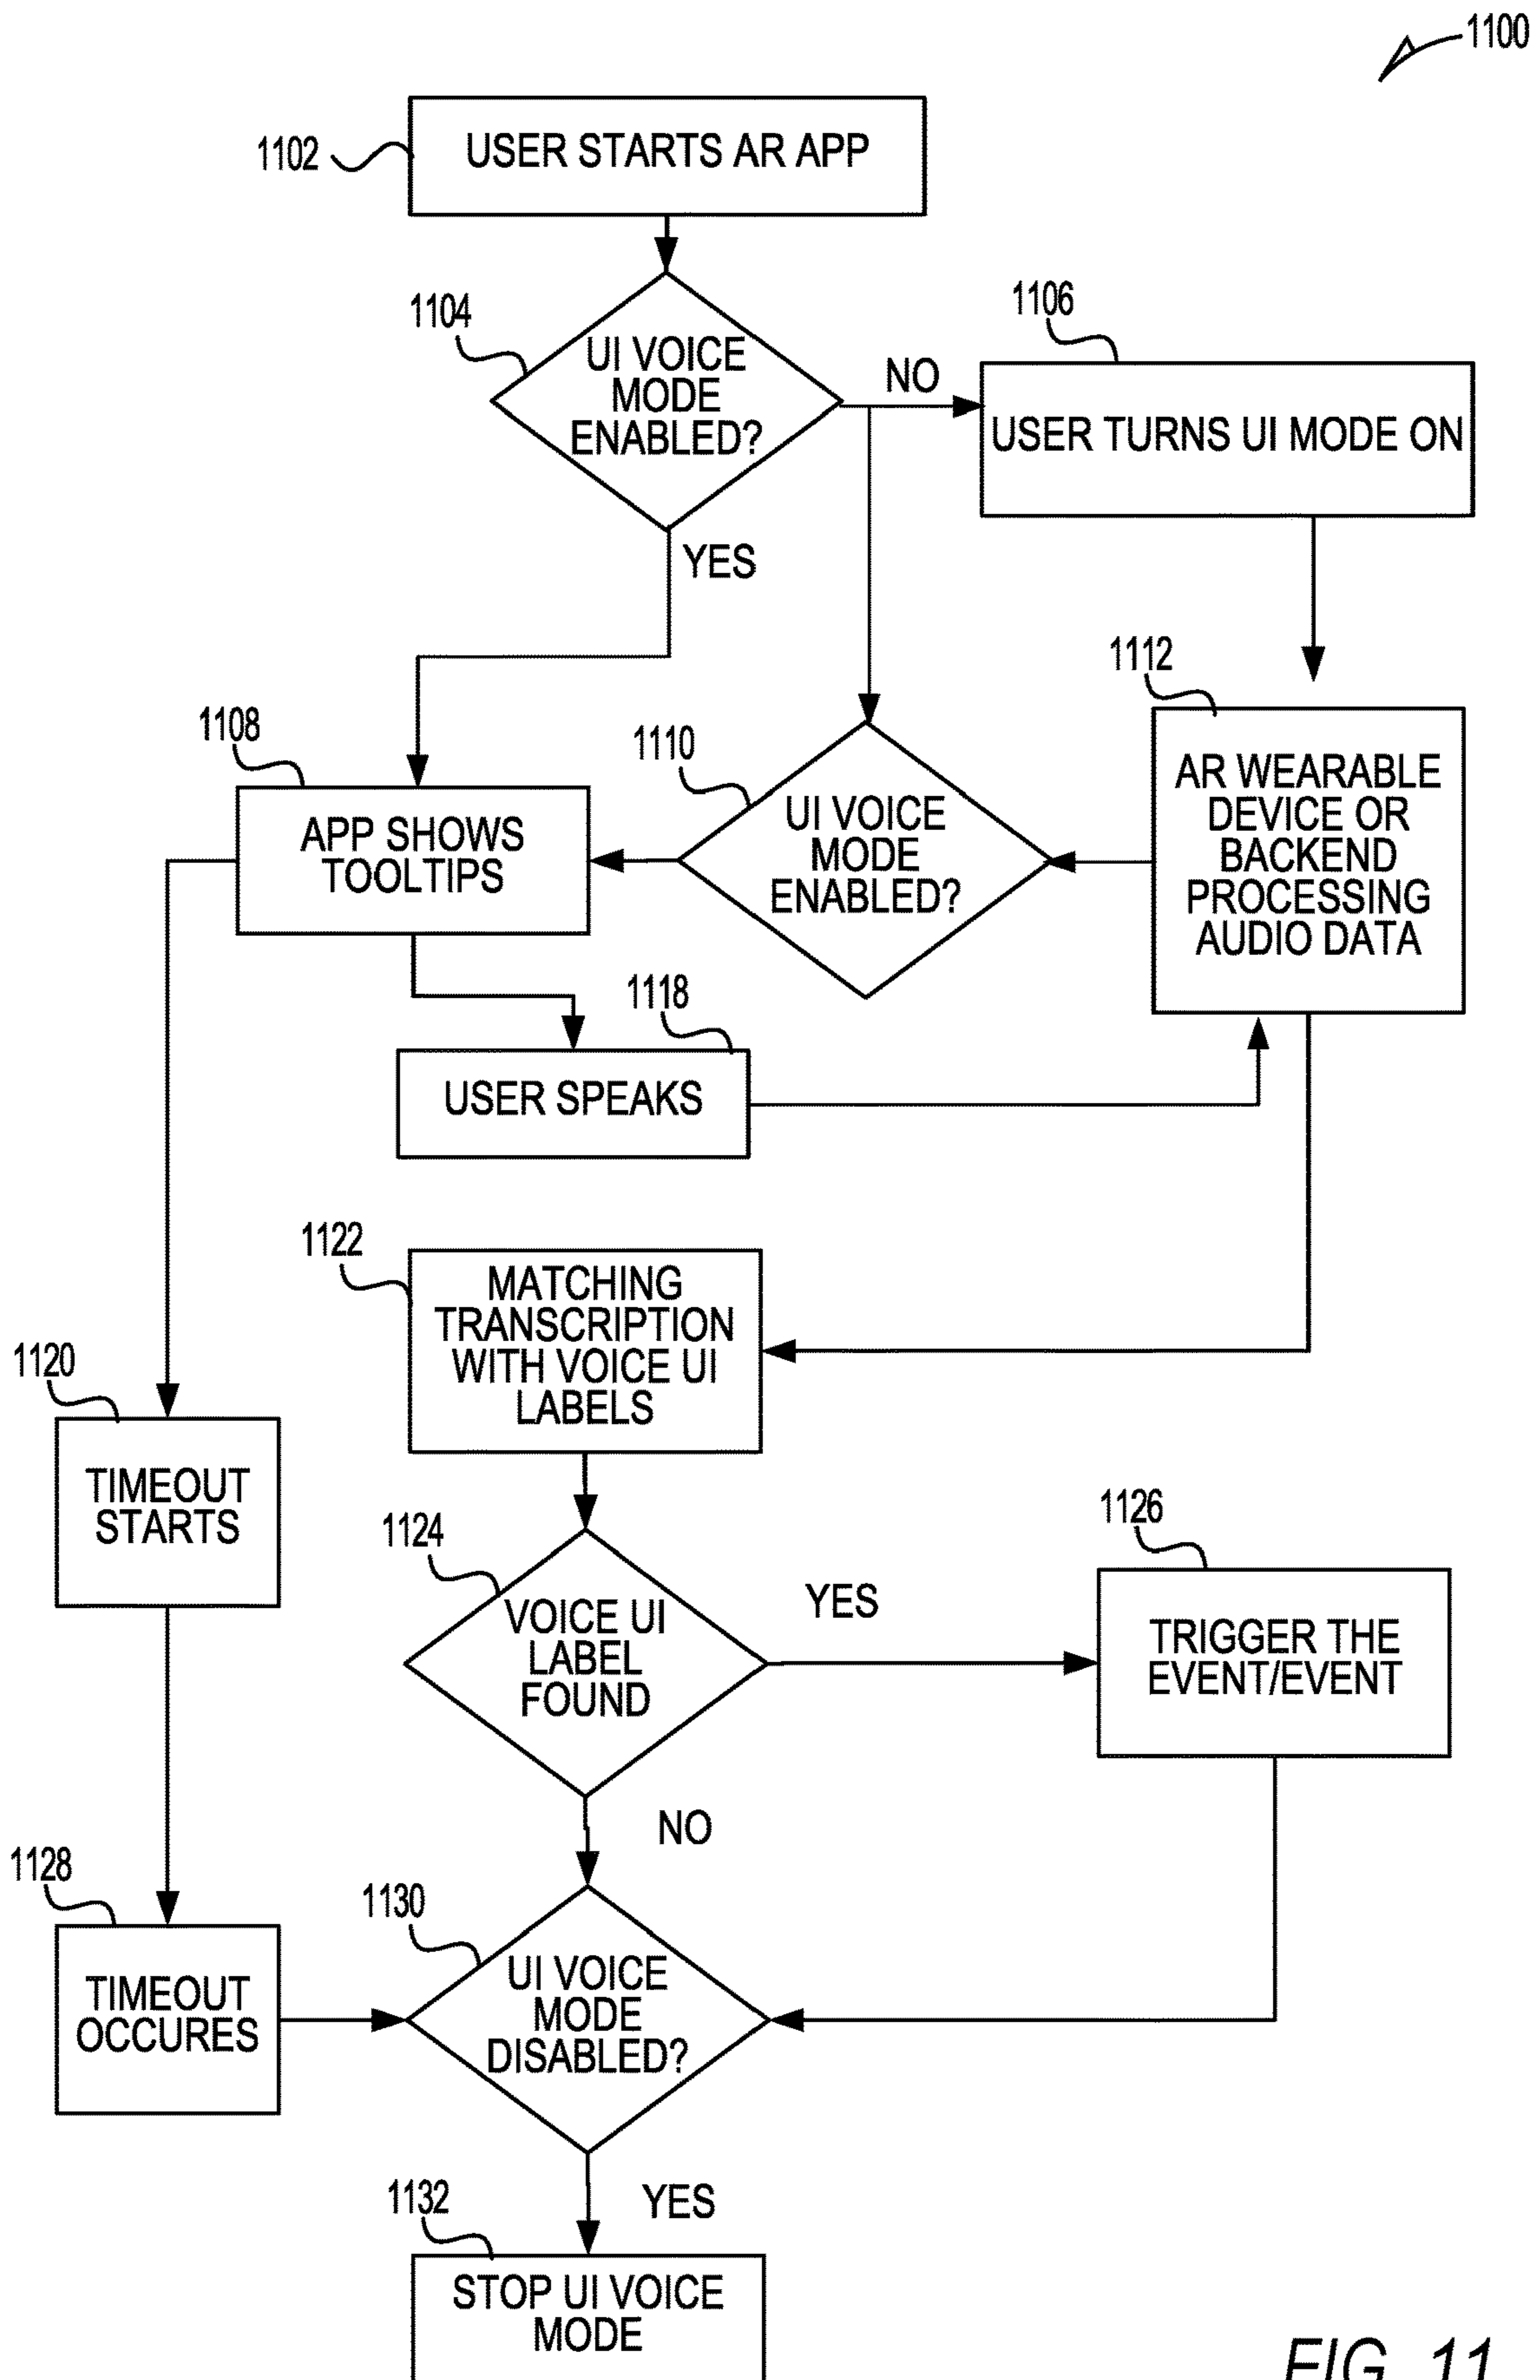 1100
1102
USER STARTS AR APP
1104
UI VOICE
MODE
ENABLED?
NO
1106
USER TURNS UI MODE ON
YES
1108
APP SHOWS
TOOLTIPS
1110
UI VOICE
MODE
ENABLED?
1112
AR WEARABLE
DEVICE OR
BACKEND
PROCESSING
AUDIO DATA
1118
USER SPEAKS
1122
MATCHING
TRANSCRIPTION
WITH VOICE UI
LABELS
1120
TIMEOUT
STARTS
1124
VOICE UI
LABEL
FOUND
YES
1126
TRIGGER THE
EVENT/EVENT
NO
1128
TIMEOUT
OCCURES
1130
UI VOICE
MODE
DISABLED?
YES
1132
STOP UI VOICE
MODE
FIG. 11